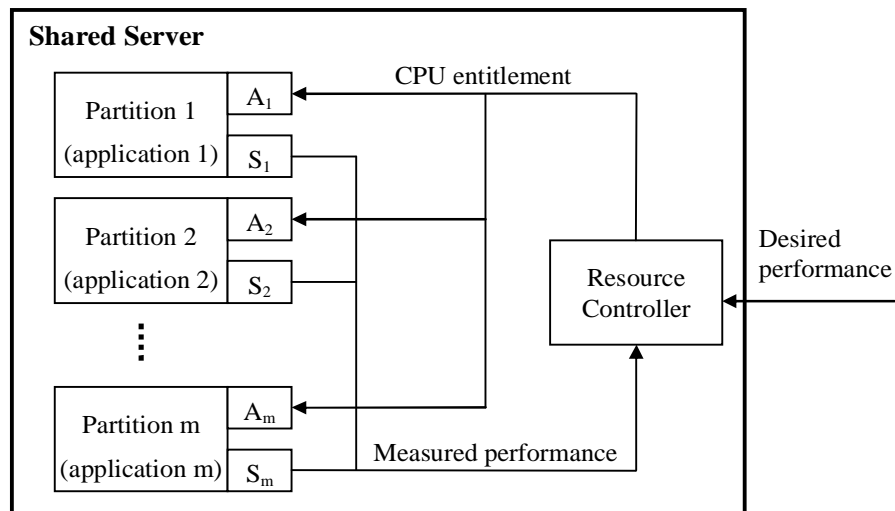 Shared Server
CPU entitlement
Partition 1
(application 1)
A1
S1
Partition 2
(application 2)
A2
S2
Desired
performance
Resource
Controller
Partition m
(application m)
Am
Sm
Measured performance